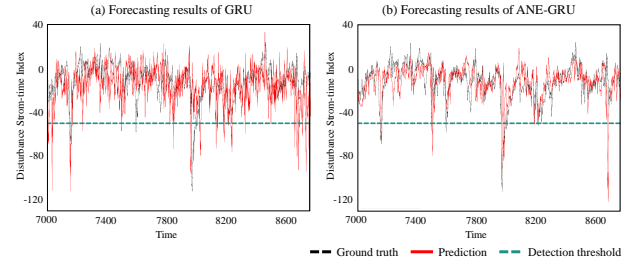 (a) Forecasting results of GRU
(b) Forecasting results of ANE-GRU
Disturbance Strom-time Index
40
0
-40
-80
-120
7000
7400
7800
8200
8600
Time
Disturbance Strom-time Index
40
0
-40
-80
-120
7000
7400
7800
8200
8600
Time
Ground truth
Prediction
Detection threshold